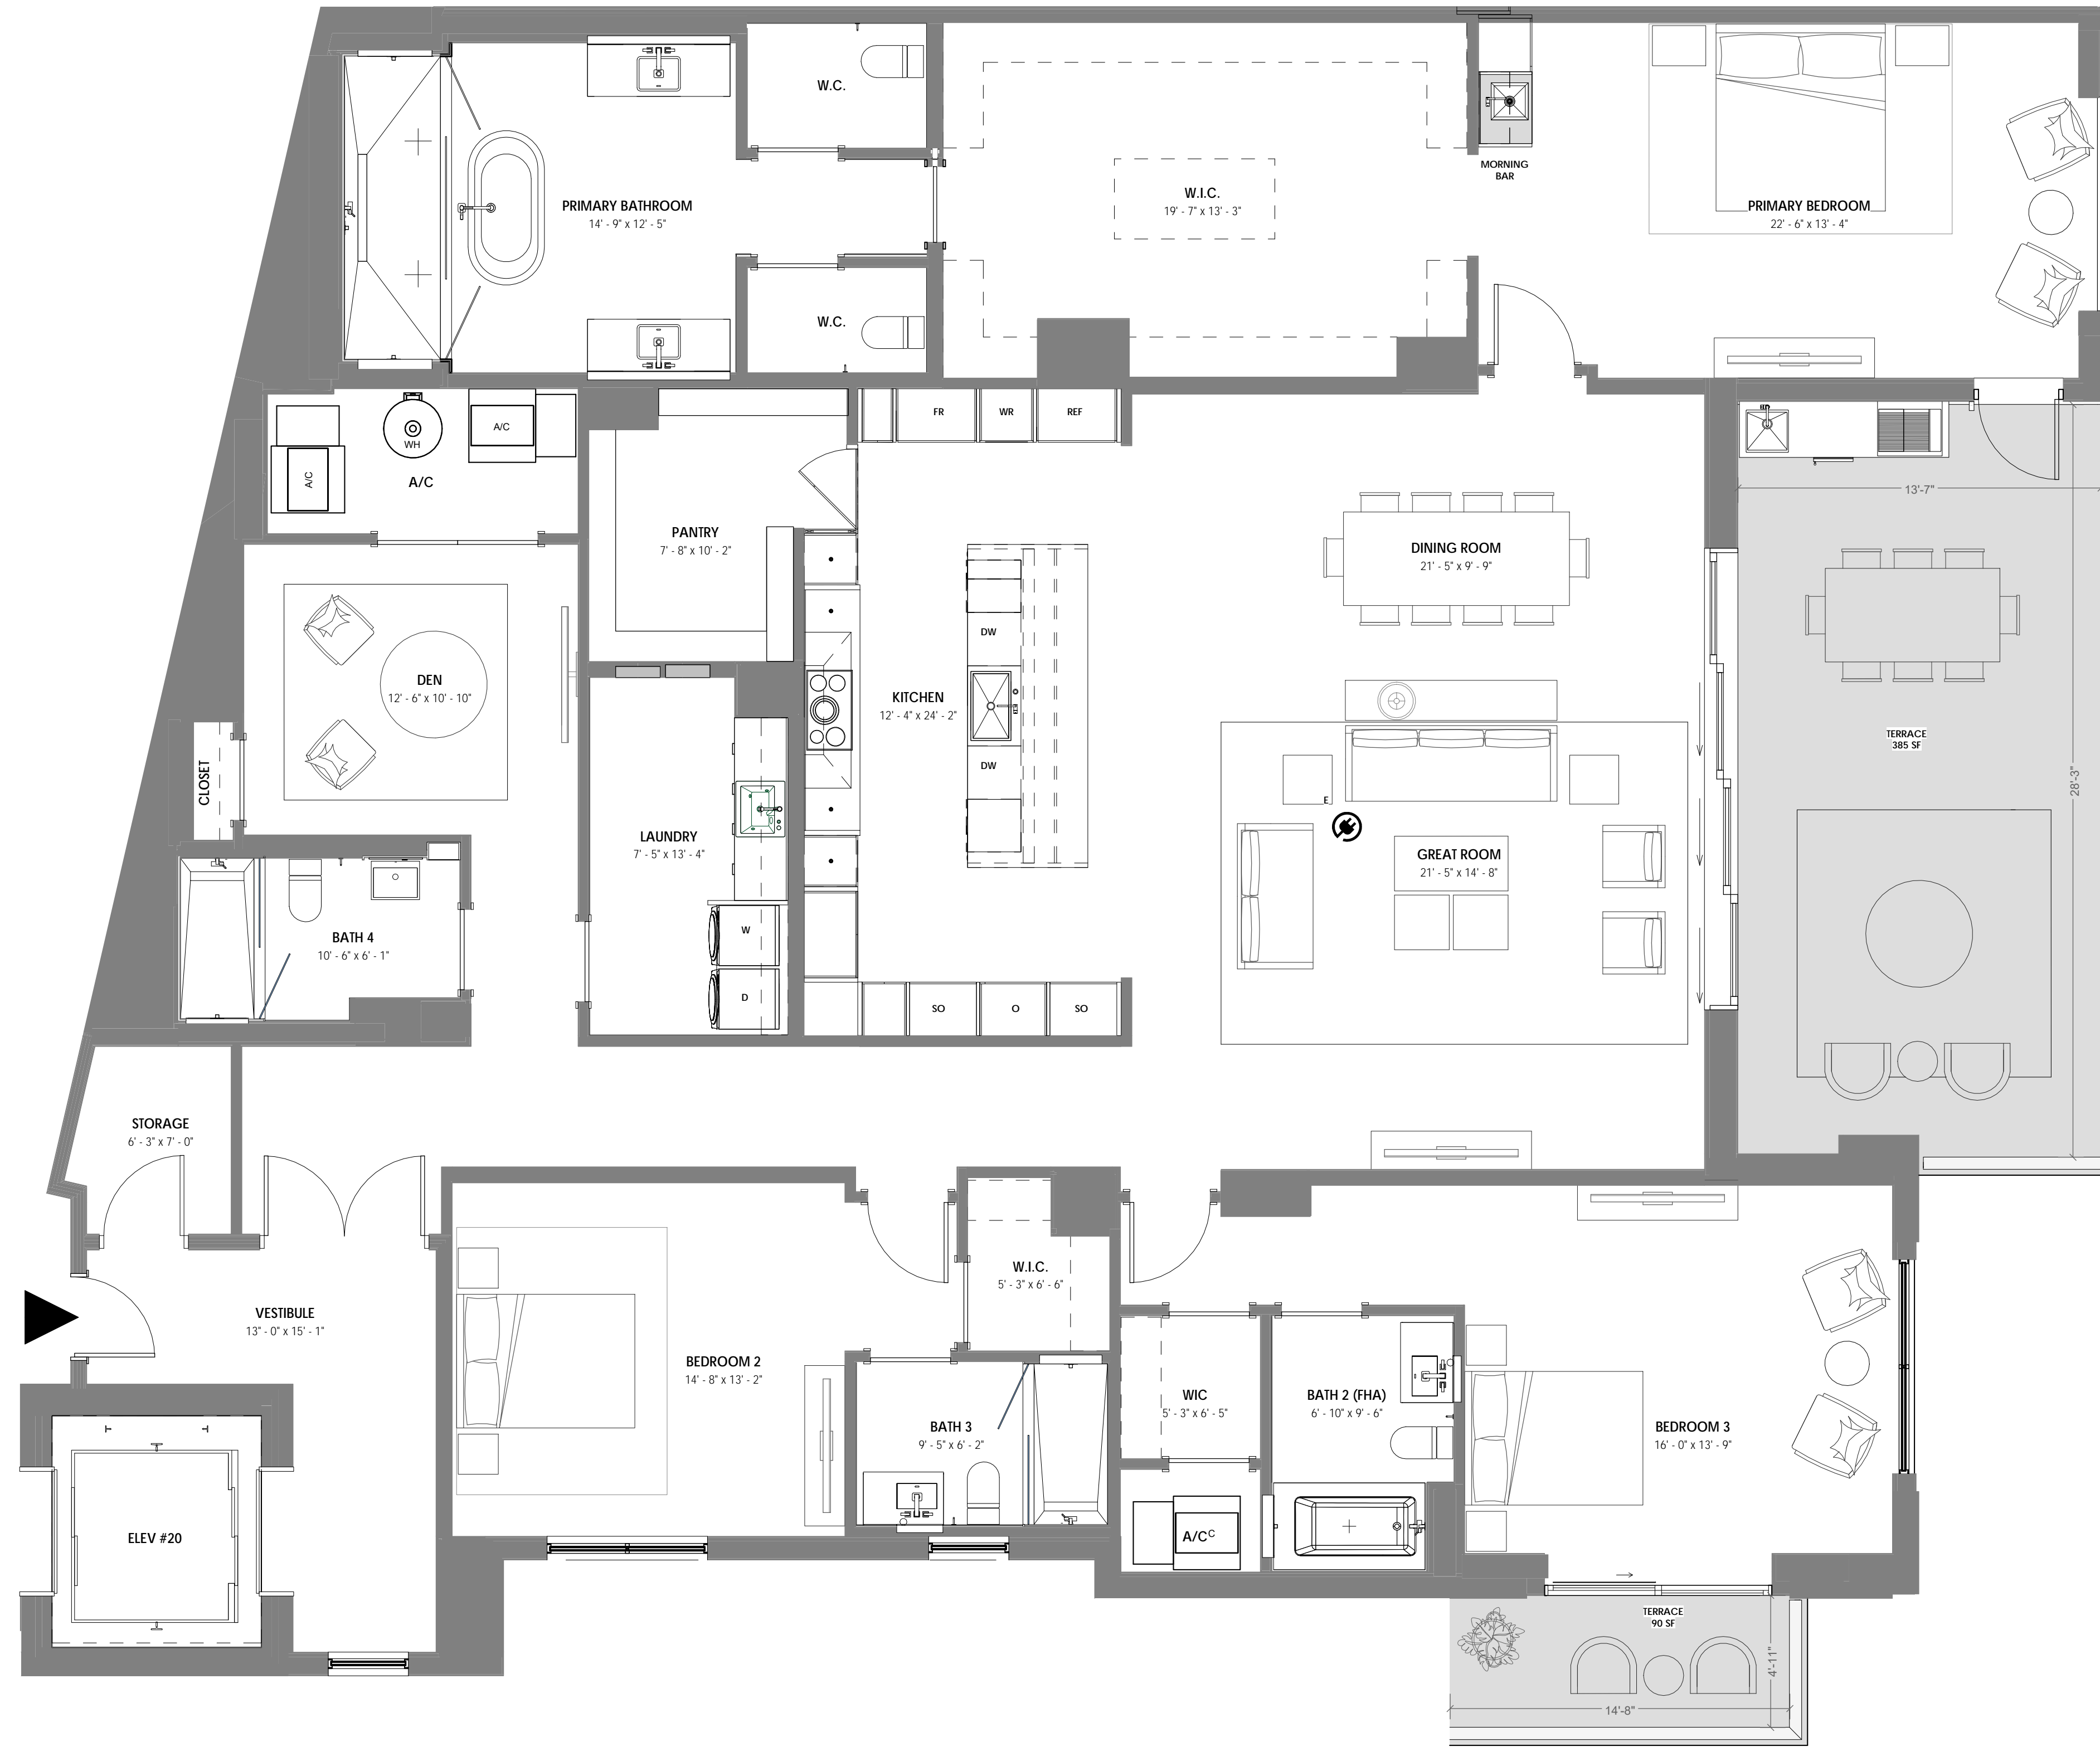 W.C.
PRIMARY BATHROOM
14' - 9" x 12' - 5"
W.C.
W.I.C.
19' - 7" x 13' - 3"
MORNING
BAR
PRIMARY BEDROOM
22' - 6" x 13' - 4"
A/C
WH
A/C
A/C
FR
WR
REF
PANTRY
7' - 8" x 10' - 2"
DINING ROOM
21' - 5" x 9' - 9"
13'-7"
DEN
12' - 6" x 10' - 10"
CLOSET
KITCHEN
12' - 4" x 24' - 2"
DW
DW
TERRACE
385 SF
28'-3"
LAUNDRY
7' - 5" x 13' - 4"
E
GREAT ROOM
21' - 5" x 14' - 8"
BATH 4
10' - 6" x 6' - 1"
W
D
SO
O
SO
STORAGE
6' - 3" x 7' - 0"
VESTIBULE
13" - 0" x 15' - 1"
W.I.C.
5' - 3" x 6' - 6"
BEDROOM 2
14' - 8" x 13' - 2"
BATH 3
9' - 5" x 6' - 2"
WIC
5' - 3" x 6' - 5"
BATH 2 (FHA)
6' - 10" x 9' - 6"
BEDROOM 3
16' - 0" x 13' - 9"
ELEV #20
A/CC
TERRACE
90 SF
4'-11"
14'-8"